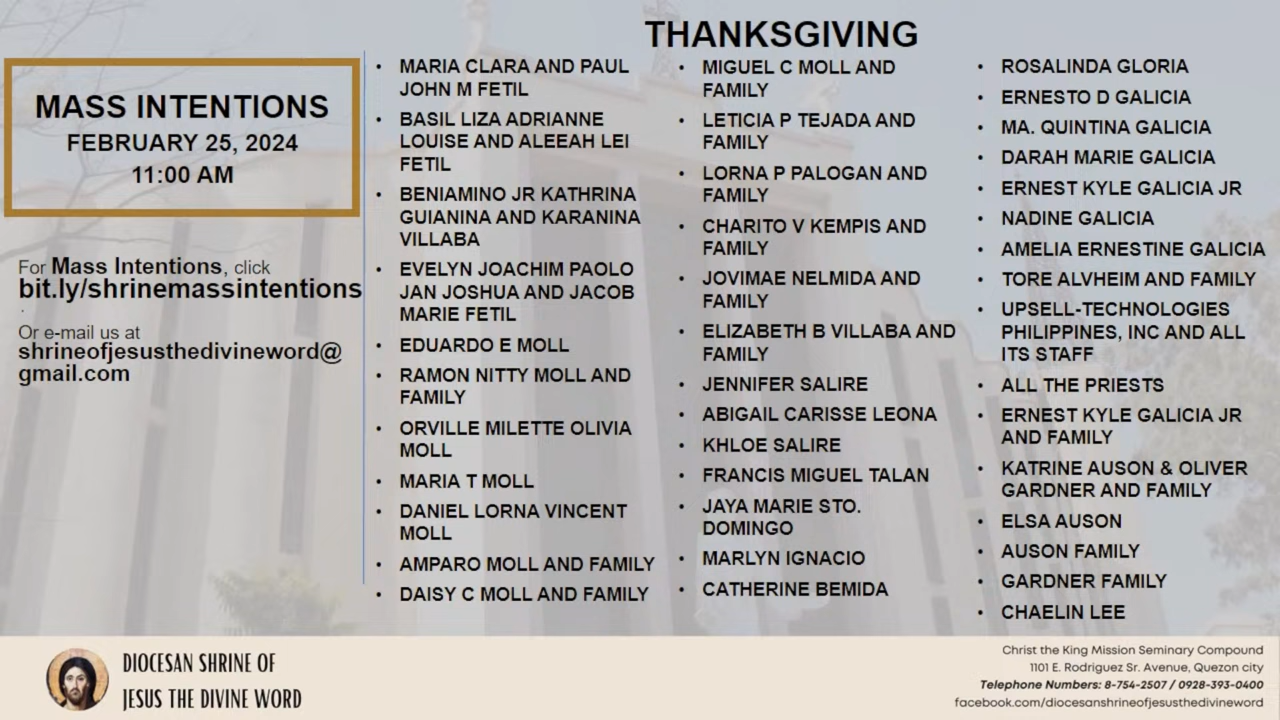 THANKSGIVING
MASS INTENTIONS
FEBRUARY 25, 2024
11:00 AM
For Mass Intentions, click
bit.ly/shrinemassintentions
.
Or e-mail us at
shrineofjesusthedivineword@
gmail.com
• MARIA CLARA AND PAUL
JOHN M FETIL
• BASIL LIZA ADRIANNE
LOUISE AND ALEEAH LEI
FETIL
• BENIAMINO JR KATHRINA
GUIANINA AND KARANINA
VILLABA
• EVELYN JOACHIM PAOLO
JAN JOSHUA AND JACOB
MARIE FETIL
• EDUARDO E MOLL
• RAMON NITTY MOLL AND
FAMILY
• ORVILLE MILETTE OLIVIA
MOLL
• MARIA T MOLL
• DANIEL LORNA VINCENT
MOLL
• AMPARO MOLL AND FAMILY
• DAISY C MOLL AND FAMILY
• MIGUEL C MOLL AND
FAMILY
• LETICIA P TEJADA AND
FAMILY
• LORNA P PALOGAN AND
FAMILY
• CHARITO V KEMPIS AND
FAMILY
• JOVIMAE NELMIDA AND
FAMILY
• ELIZABETH B VILLABA AND
FAMILY
• JENNIFER SALIRE
• ABIGAIL CARISSE LEONA
• KHLOE SALIRE
• FRANCIS MIGUEL TALAN
• JAYA MARIE STO.
DOMINGO
• MARLYN IGNACIO
• CATHERINE BEMIDA
• ROSALINDA GLORIA
• ERNESTO D GALICIA
• MA. QUINTINA GALICIA
• DARAH MARIE GALICIA
• ERNEST KYLE GALICIA JR
• NADINE GALICIA
• AMELIA ERNESTINE GALICIA
• TORE ALVHEIM AND FAMILY
• UPSELL-TECHNOLOGIES
PHILIPPINES, INC AND ALL
ITS STAFF
• ALL THE PRIESTS
• ERNEST KYLE GALICIA JR
AND FAMILY
• KATRINE AUSON & OLIVER
GARDNER AND FAMILY
• ELSA AUSON
• AUSON FAMILY
• GARDNER FAMILY
• CHAELIN LEE
DIOCESAN SHRINE OF
JESUS THE DIVINE WORD
Christ the King Mission Seminary Compound
1101 E. Rodriguez Sr. Avenue, Quezon city
Telephone Numbers: 8-754-2507 / 0928-393-0400
facebook.com/diocesanshrineofjesusthedivineword